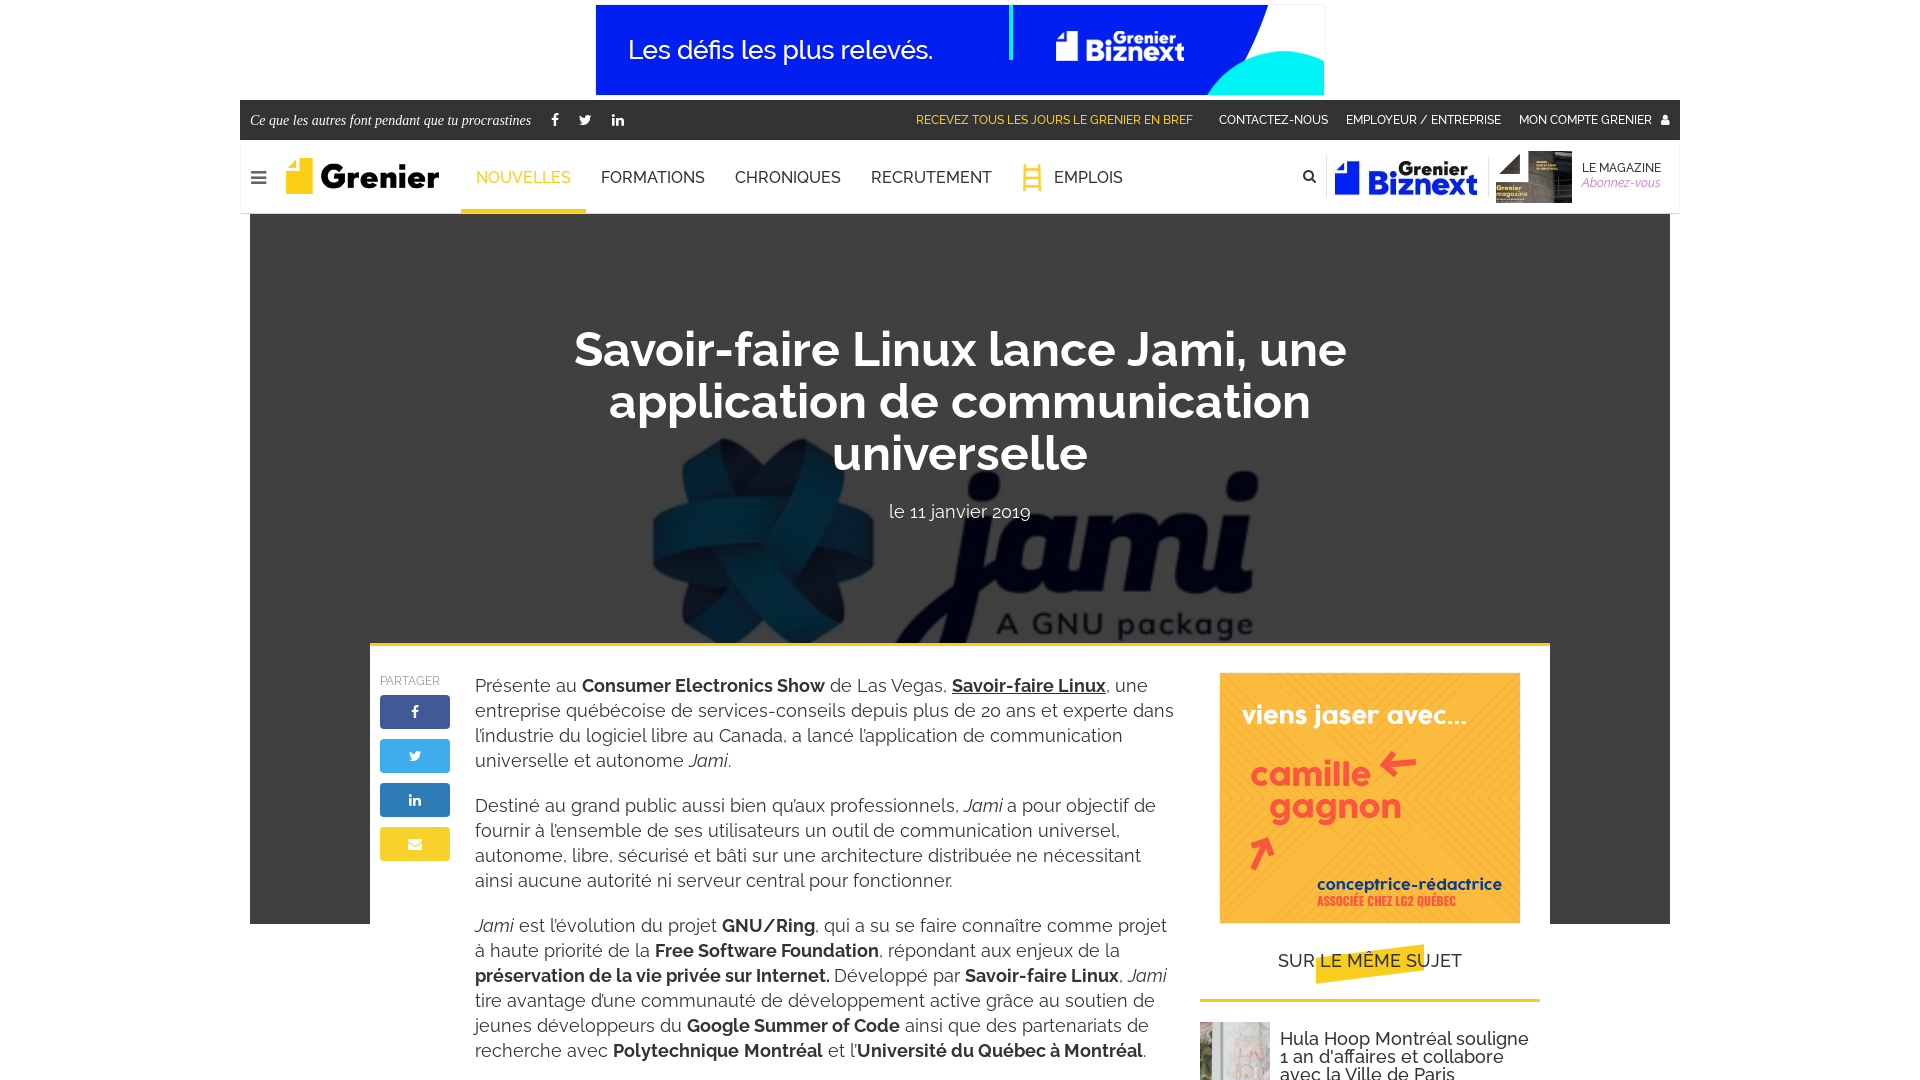 Les défis les plus relevés.
Grenier
Biznext
Ce que les autres font pendant que tu procrastines
RECEVEZ TOUS LES JOURS LE GRENIER EN BREF
CONTACTEZ-NOUS
EMPLOYEUR / ENTREPRISE
MON COMPTE GRENIER
Grenier
NOUVELLES
FORMATIONS
CHRONIQUES
RECRUTEMENT
EMPLOIS
Grenier
Biznext
Grenier
magazine
LE MAGAZINE
Abonnez-vous
Savoir-faire Linux lance Jami, une
application de communication
universelle
le 11 janvier 2019
jami
A GNU package
PARTAGER
Présente au Consumer Electronics Show de Las Vegas, Savoir-faire Linux, une
entreprise québécoise de services-conseils depuis plus de 20 ans et experte dans
l’industrie du logiciel libre au Canada, a lancé l’application de communication
universelle et autonome Jami.
Destiné au grand public aussi bien qu’aux professionnels, Jami a pour objectif de
fournir à l’ensemble de ses utilisateurs un outil de communication universel,
autonome, libre, sécurisé et bâti sur une architecture distribuée ne nécessitant
ainsi aucune autorité ni serveur central pour fonctionner.
Jami est l’évolution du projet GNU/Ring, qui a su se faire connaître comme projet
à haute priorité de la Free Software Foundation, répondant aux enjeux de la
préservation de la vie privée sur Internet. Développé par Savoir-faire Linux, Jami
tire avantage d’une communauté de développement active grâce au soutien de
jeunes développeurs du Google Summer of Code ainsi que des partenariats de
recherche avec Polytechnique Montréal et l’Université du Québec à Montréal.
viens jaser avec...
camille
gagnon
conceptrice-rédactrice
ASSOCIÉE CHEZ LG2 QUÉBEC
SUR LE MÊME SUJET
Hula Hoop Montréal souligne
1 an d'affaires et collabore
avec la Ville de Paris